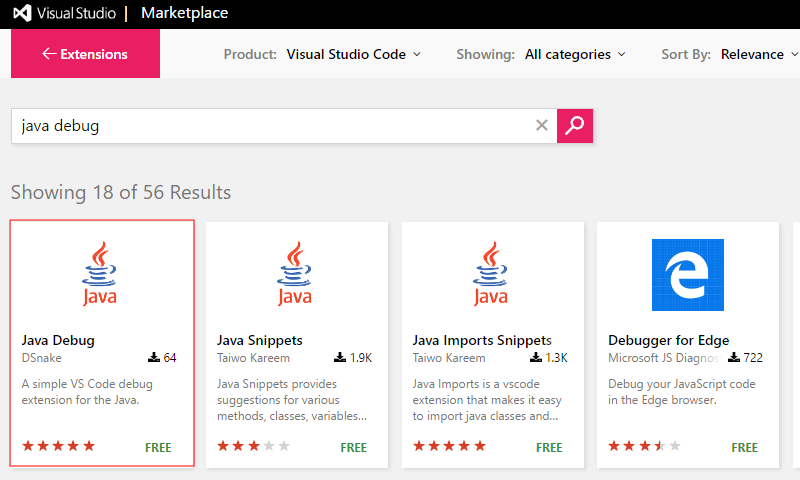 Visual Studio | Marketplace
← Extensions Product: Visual Studio Code Showing: All categories Sort By: Relevance
java debug
Showing 18 of 56 Results
Java
Java Debug
DSnake 64
A simple VS Code debug
extension for the Java.
FREE
Java
Java Snippets
Taiwo Kareem 1.9K
Java Snippets provides
suggestions for various
methods, classes, variables...
FREE
Java
Java Imports Snippets
Taiwo Kareem 1.3K
Java Imports is a vscode
extension that makes it easy
to import java classes and...
FREE
Debugger for Edge
Microsoft JS Diagnos 722
Debug your JavaScript code
in the Edge browser.
FREE